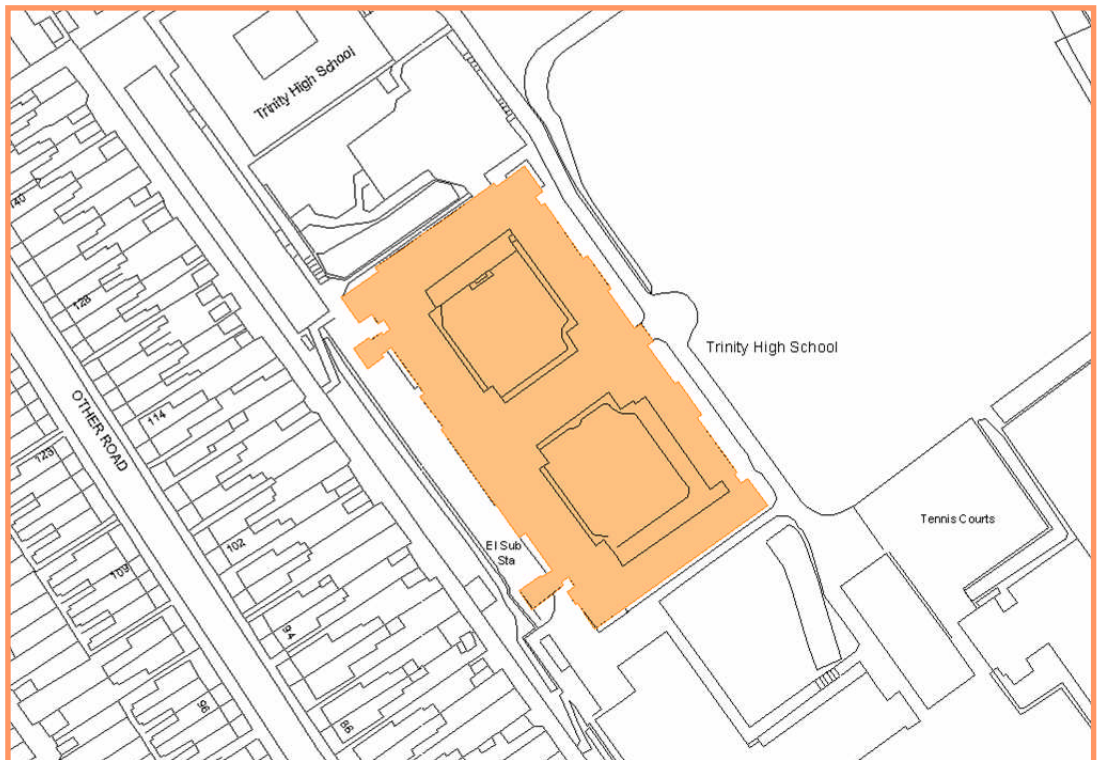 Trinity High School
140
128
OTHER ROAD
114
123
Trinity High School
Tennis Courts
El Sub
Sta
102
109
94
96
86